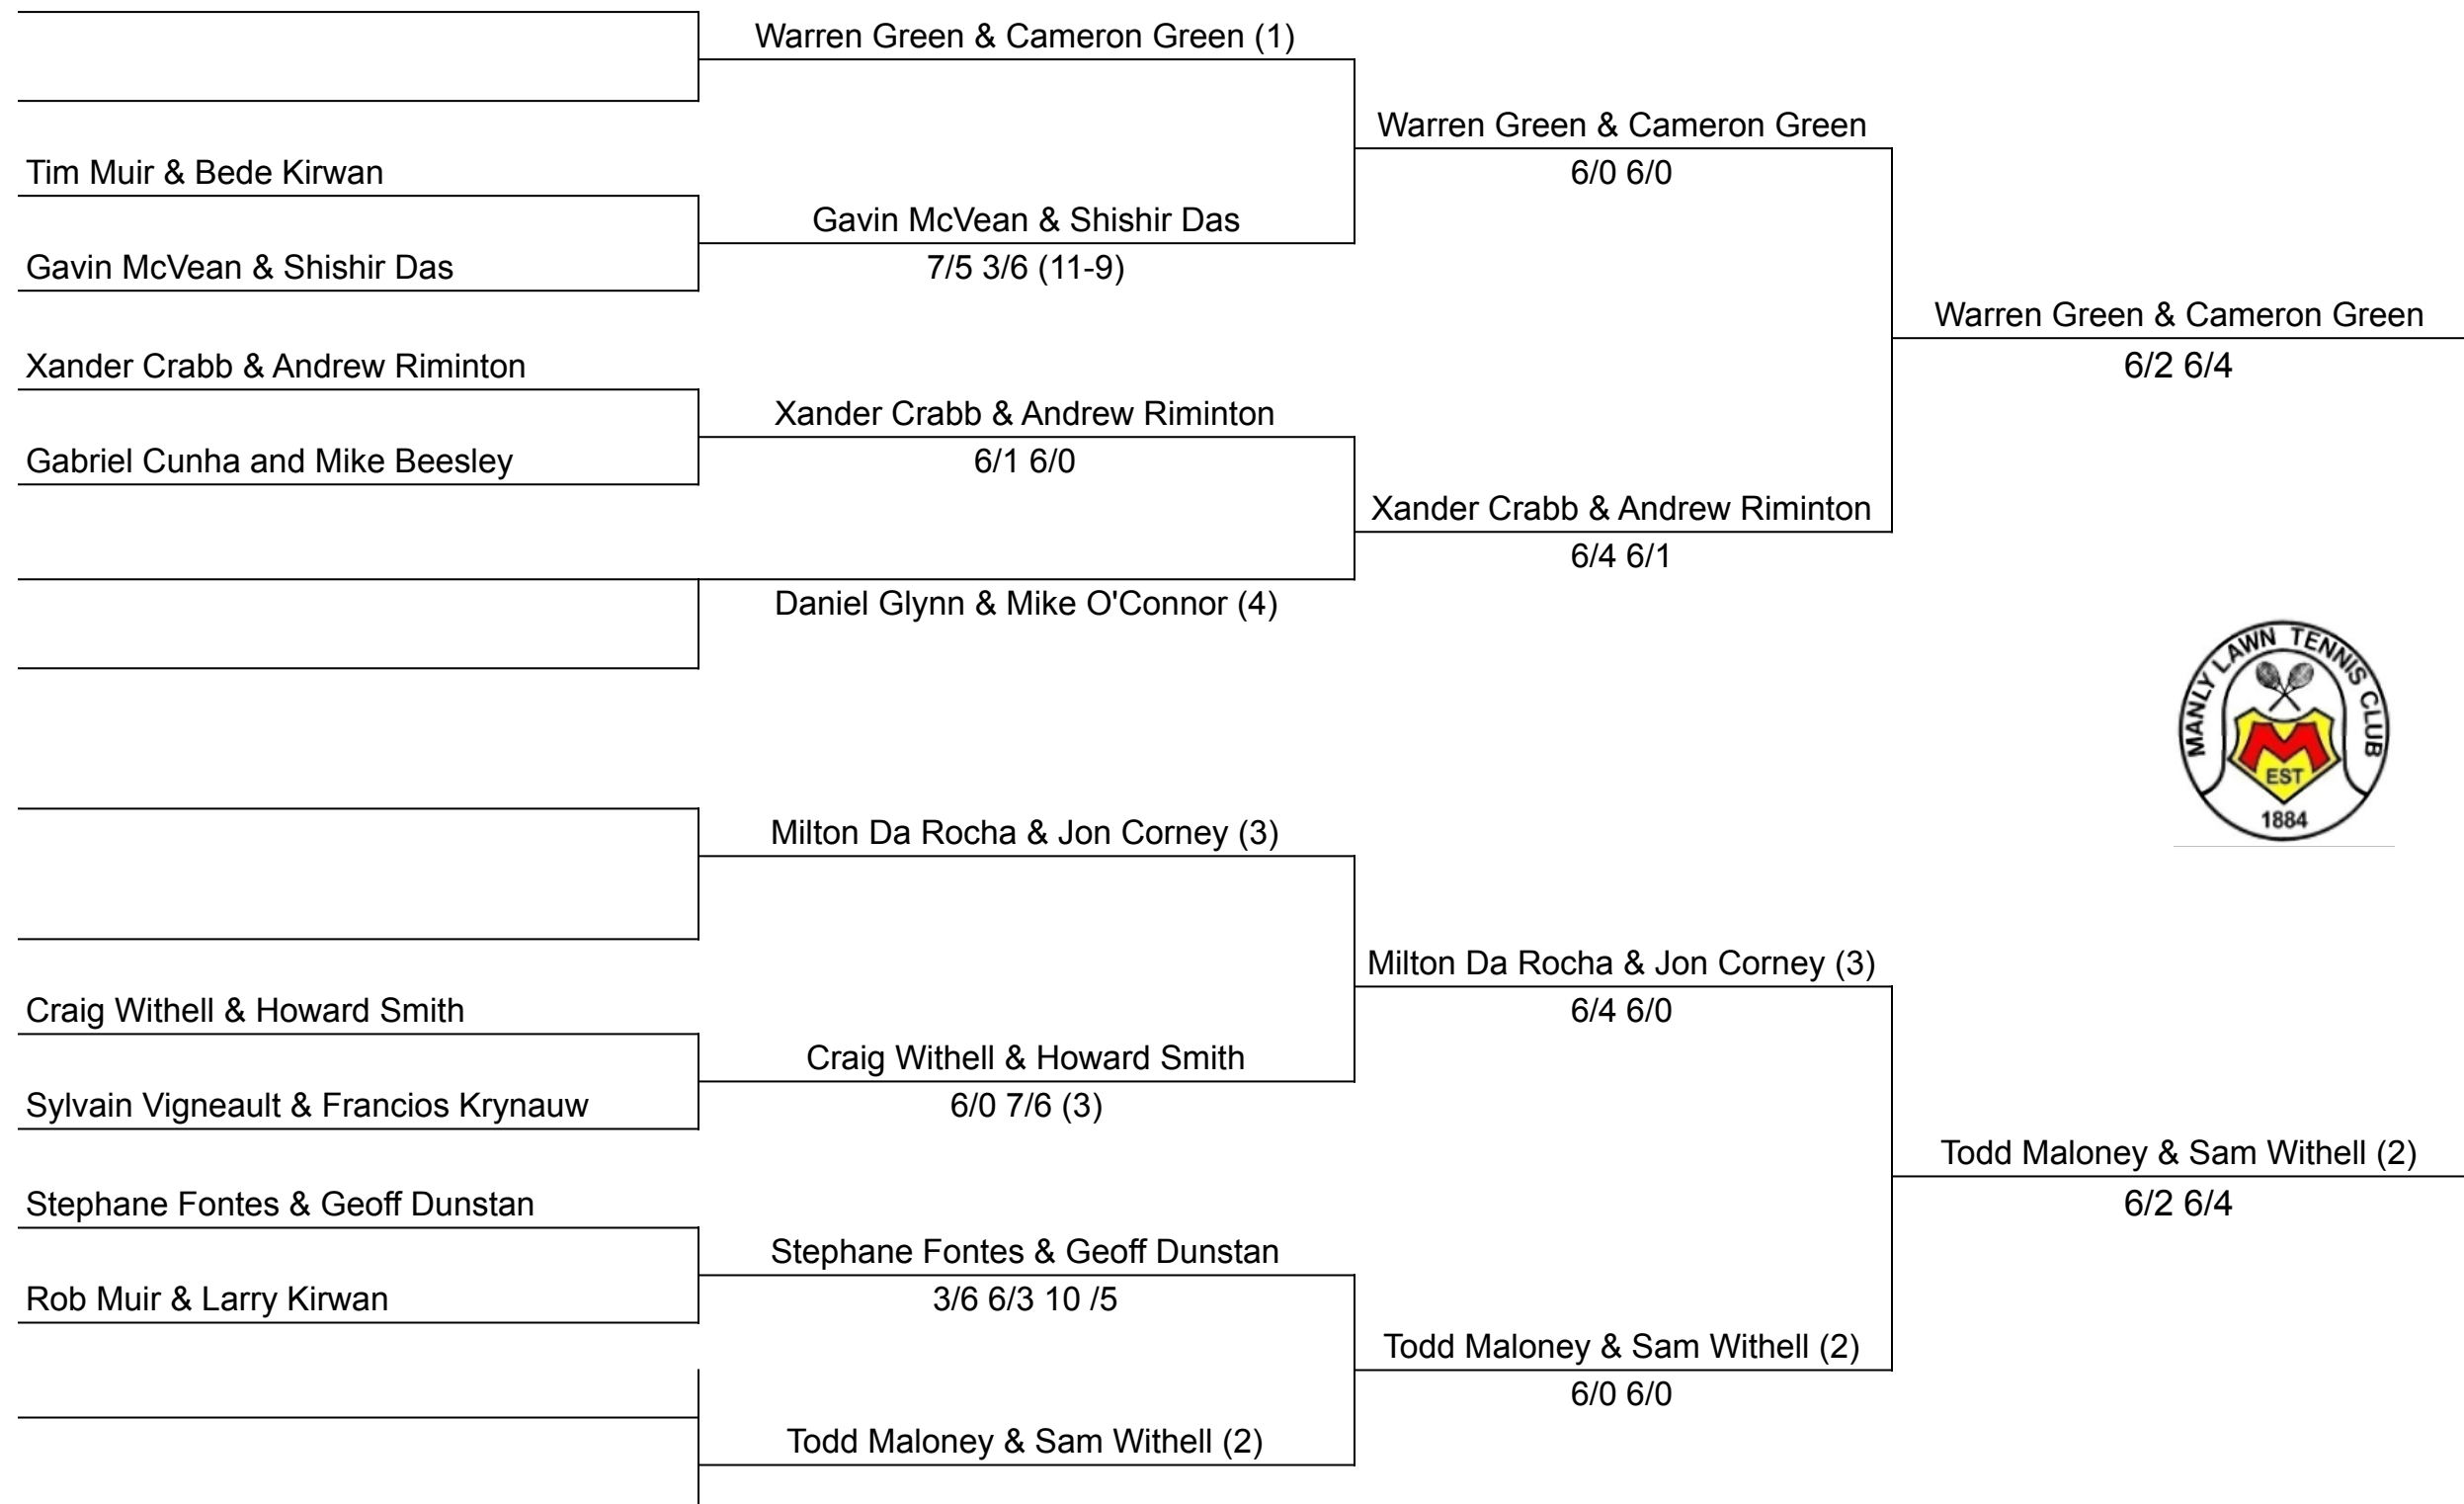 Warren Green & Cameron Green (1)
Warren Green & Cameron Green
Tim Muir & Bede Kirwan
6/0 6/0
Gavin McVean & Shishir Das
Gavin McVean & Shishir Das
7/5 3/6 (11-9)
Warren Green & Cameron Green
6/2 6/4
Xander Crabb & Andrew Riminton
Xander Crabb & Andrew Riminton
Gabriel Cunha and Mike Beesley
6/1 6/0
Xander Crabb & Andrew Riminton
6/4 6/1
Daniel Glynn & Mike O'Connor (4)
MANLY LAWN TENNIS CLUB
EST
1884
Milton Da Rocha & Jon Corney (3)
Milton Da Rocha & Jon Corney (3)
Craig Withell & Howard Smith
6/4 6/0
Craig Withell & Howard Smith
Sylvain Vigneault & Francios Krynauw
6/0 7/6 (3)
Todd Maloney & Sam Withell (2)
Stephane Fontes & Geoff Dunstan
6/2 6/4
Stephane Fontes & Geoff Dunstan
Rob Muir & Larry Kirwan
3/6 6/3 10 /5
Todd Maloney & Sam Withell (2)
6/0 6/0
Todd Maloney & Sam Withell (2)